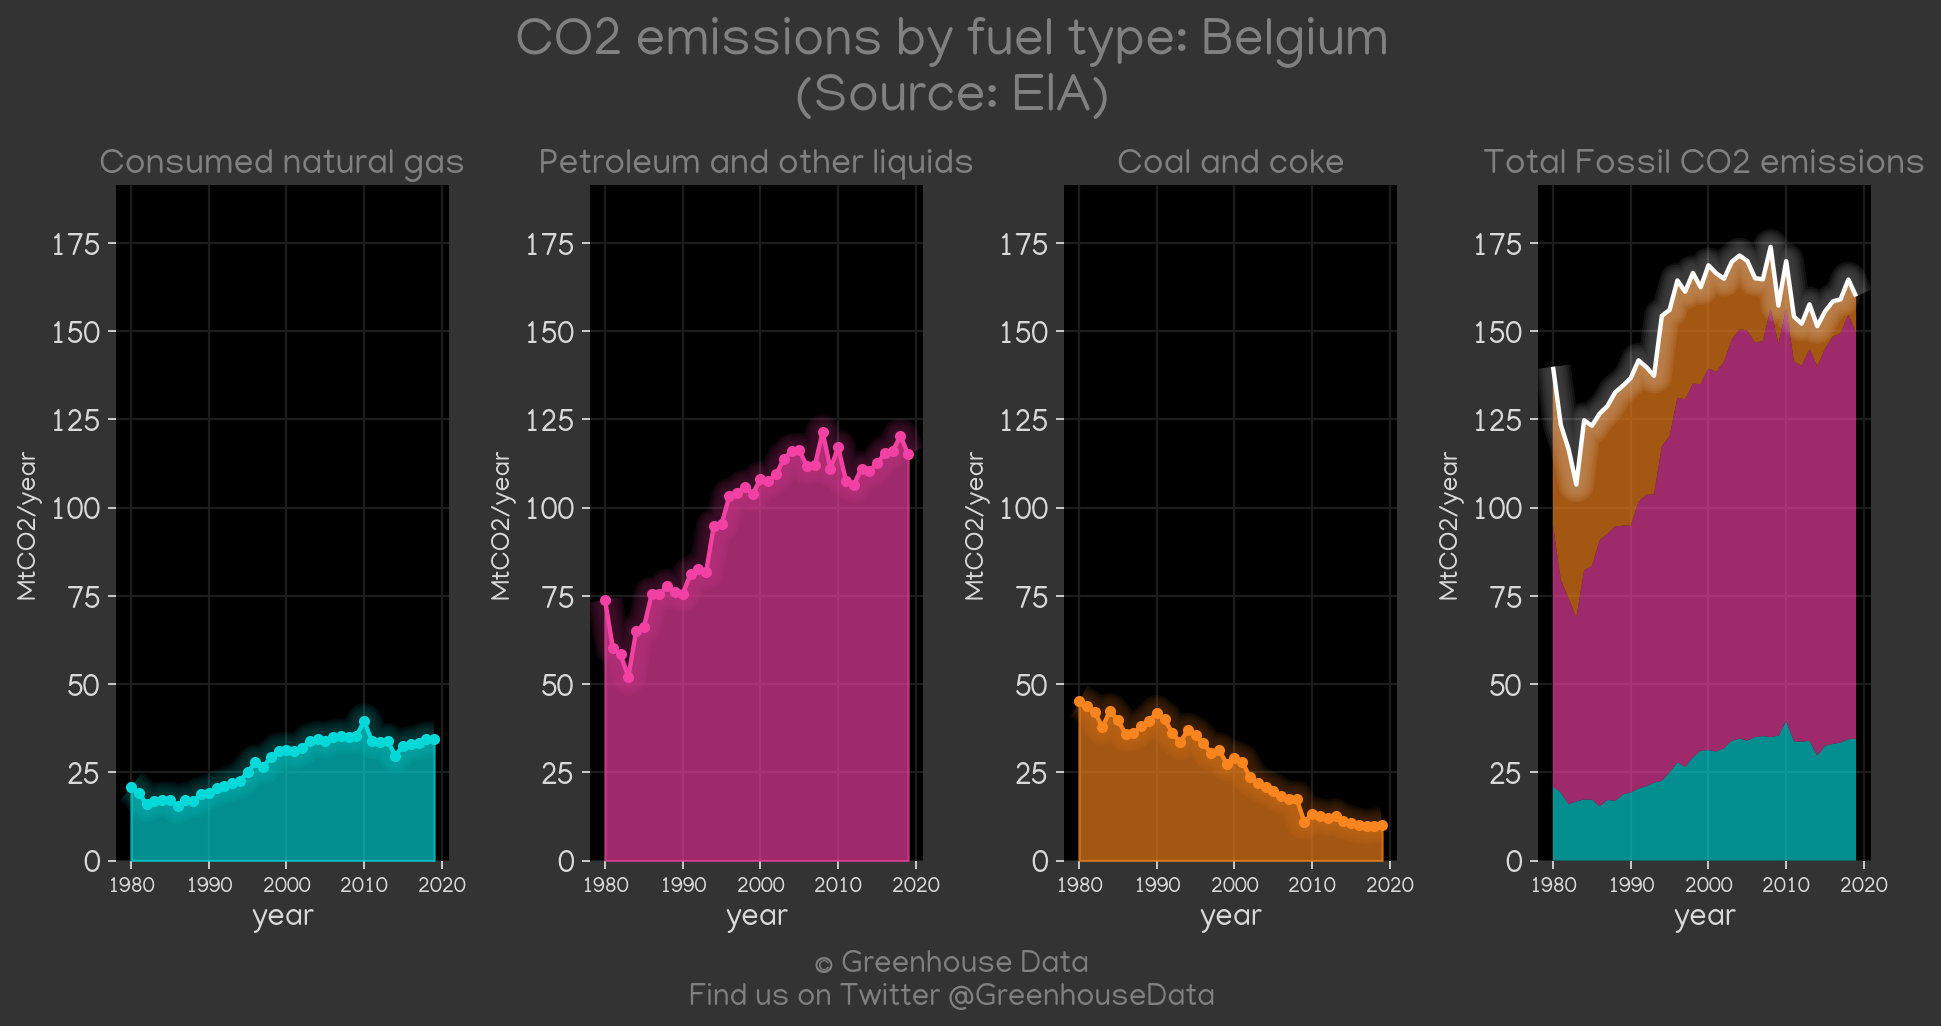 CO2 emissions by fuel type: Belgium
(Source: EIA)
Consumed natural gas
Petroleum and other liquids
Coal and coke
Total Fossil CO2 emissions
MtCO2/year
175
150
125
100
75
50
25
0
1980 1990 2000 2010 2020
year
MtCO2/year
175
150
125
100
75
50
25
0
1980 1990 2000 2010 2020
year
MtCO2/year
175
150
125
100
75
50
25
0
1980 1990 2000 2010 2020
year
MtCO2/year
175
150
125
100
75
50
25
0
1980 1990 2000 2010 2020
year
© Greenhouse Data
Find us on Twitter @GreenhouseData